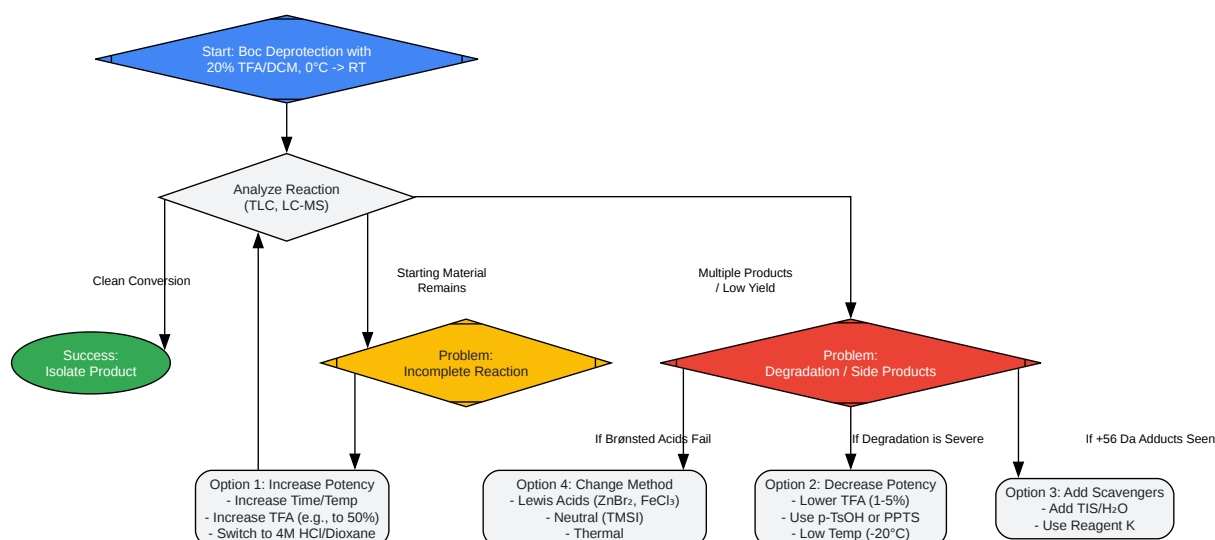 Start: Boc Deprotection with
20% TFA/DCM, 0°C -> RT
Analyze Reaction
(TLC, LC-MS)
Clean Conversion
Starting Material
Remains
Multiple Products
/ Low Yield
Success:
Isolate Product
Problem:
Incomplete Reaction
Problem:
Degradation / Side Products
If Brønsted Acids Fail
If Degradation is Severe
If +56 Da Adducts Seen
Option 1: Increase Potency
- Increase Time/Temp
- Increase TFA (e.g., to 50%)
- Switch to 4M HCl/Dioxane
Option 4: Change Method
- Lewis Acids (ZnBr₂, FeCl₃)
- Neutral (TMSI)
- Thermal
Option 2: Decrease Potency
- Lower TFA (1-5%)
- Use p-TsOH or PPTS
- Low Temp (-20°C)
Option 3: Add Scavengers
- Add TIS/H₂O
- Use Reagent K